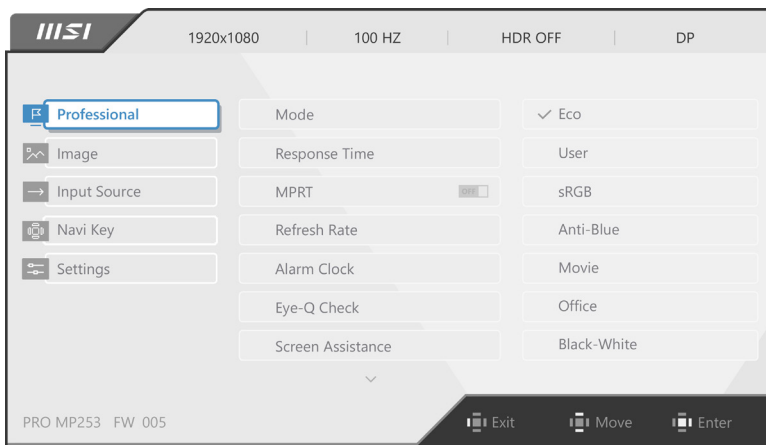 msi
1920x1080 100 HZ HDR OFF DP
Professional Mode Eco
Image Response Time User
Input Source MPRT OFF sRGB
Navi Key Refresh Rate Anti-Blue
Settings Alarm Clock Movie
Eye-Q Check Office
Screen Assistance Black-White
PRO MP253 FW 005 Exit Move Enter